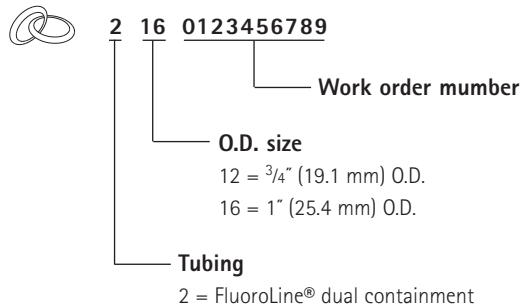 2 16 0123456789
Work order mumber
O.D. size
12 = 3/4″ (19.1 mm) O.D.
16 = 1″ (25.4 mm) O.D.
Tubing
2 = FluoroLine® dual containment